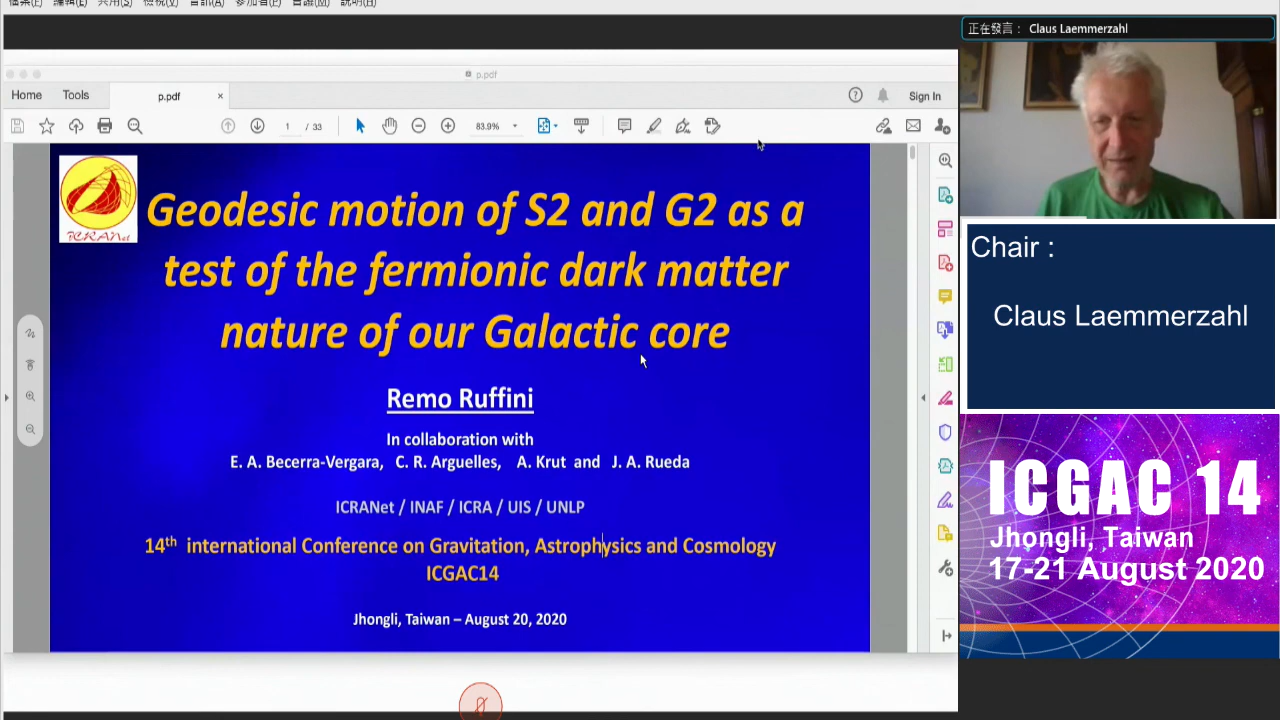 檔案(F) 編輯(E) 共用(S) 檢視(V) 音訊(A) 參加者(P) 會議(M) 說明(H)
正在發言： Claus Laemmerzahl
p.pdf
Home Tools p.pdf × Sign In
1 / 33 83.9%
ICRANet
Geodesic motion of S2 and G2 as a
test of the fermionic dark matter
nature of our Galactic core
Remo Ruffini
In collaboration with
E. A. Becerra-Vergara, C. R. Arguelles, A. Krut and J. A. Rueda
ICRANet / INAF / ICRA / UIS / UNLP
14th international Conference on Gravitation, Astrophysics and Cosmology
ICGAC14
Jhongli, Taiwan – August 20, 2020
Chair :
Claus Laemmerzahl
ICGAC 14
Jhongli, Taiwan
17-21 August 2020